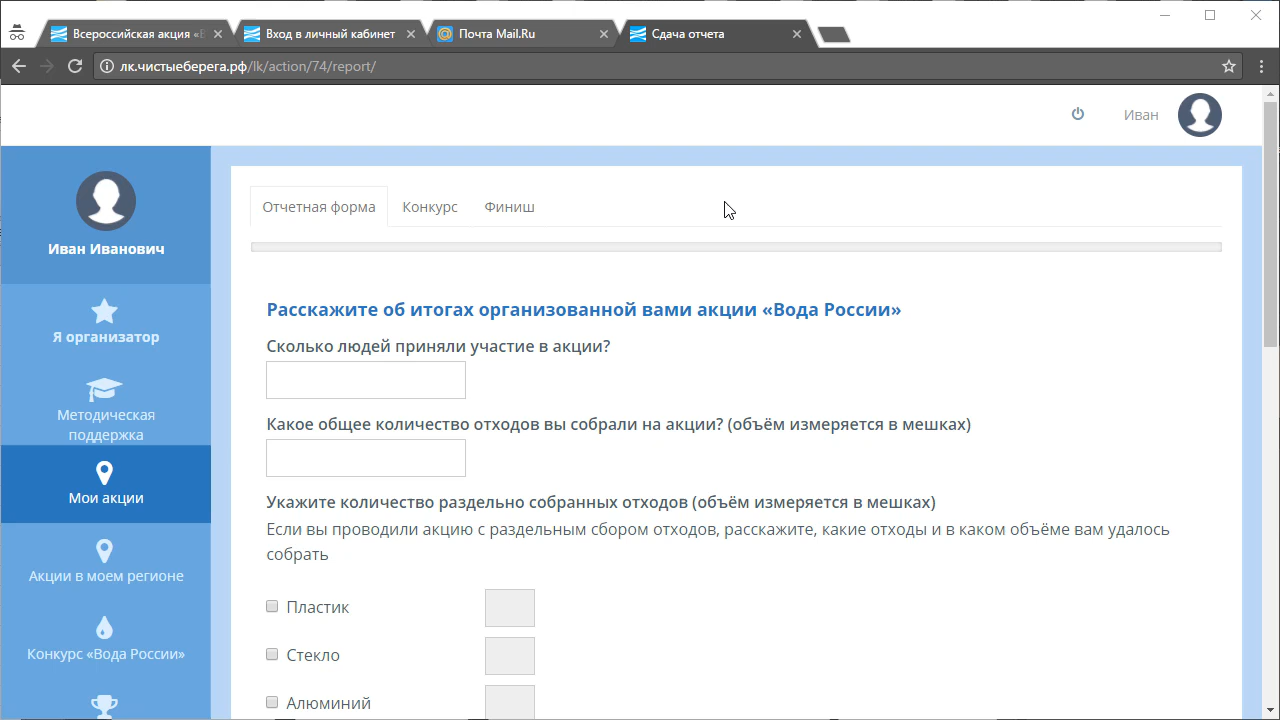 Всероссийская акция «В
Вход в личный кабинет
Почта Mail.Ru
Сдача отчета
лк.чистыеберега.рф/lk/action/74/report/
Иван
Иван Иванович
Я организатор
Методическая
поддержка
Мои акции
Акции в моем регионе
Конкурс «Вода России»
Отчетная форма
Конкурс
Финиш
Расскажите об итогах организованной вами акции «Вода России»
Сколько людей приняли участие в акции?
Какое общее количество отходов вы собрали на акции? (объём измеряется в мешках)
Укажите количество раздельно собранных отходов (объём измеряется в мешках)
Если вы проводили акцию с раздельным сбором отходов, расскажите, какие отходы и в каком объёме вам удалось
собрать
Пластик
Стекло
Алюминий